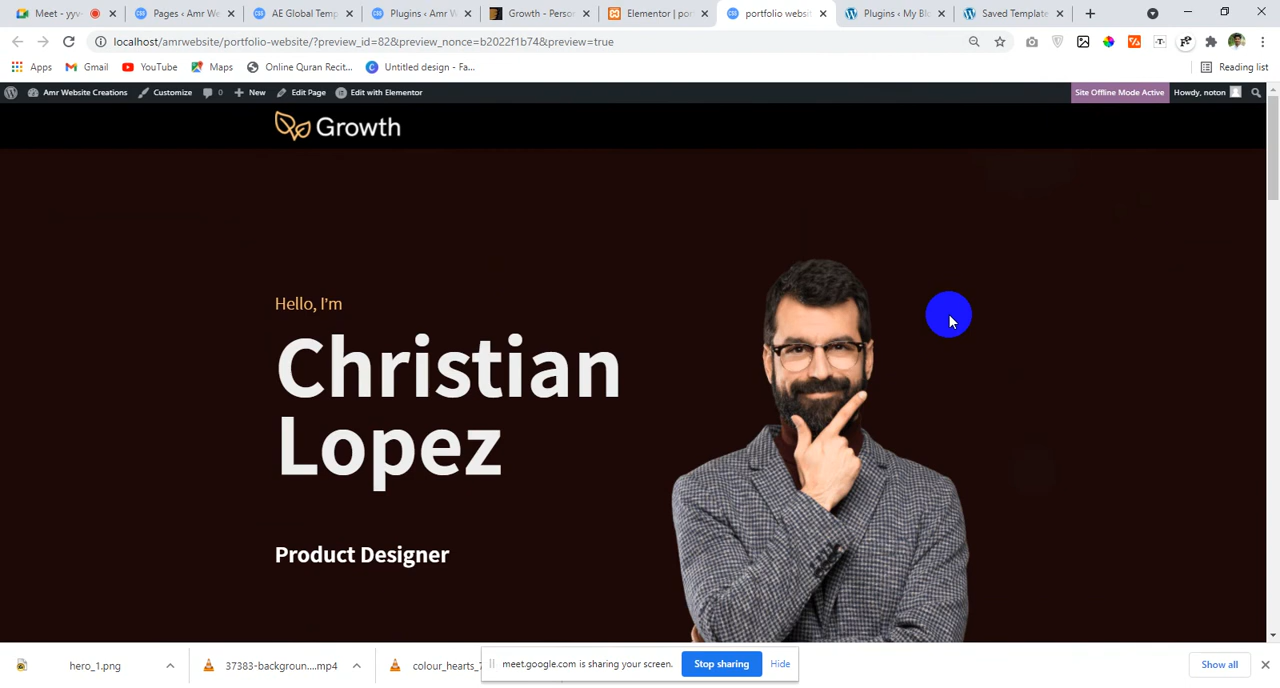 Meet - yyv-
Pages ‹ Amr We
AE Global Temp
Plugins ‹ Amr W
Growth - Person
Elementor | por
portfolio websi
Plugins ‹ My Blo
Saved Template
localhost/amrwebsite/portfolio-website/?preview_id=82&preview_nonce=b2022f1b74&preview=true
Apps
Gmail
YouTube
Maps
Online Quran Recit...
Untitled design - Fa...
Reading list
Amr Website Creations
Customize
0
New
Edit Page
Edit with Elementor
Site Offline Mode Active
Howdy, noton
Growth
Hello, I'm
Christian
Lopez
Product Designer
hero_1.png
37383-backgroun....mp4
colour_hearts_
meet.google.com is sharing your screen.
Stop sharing
Hide
Show all